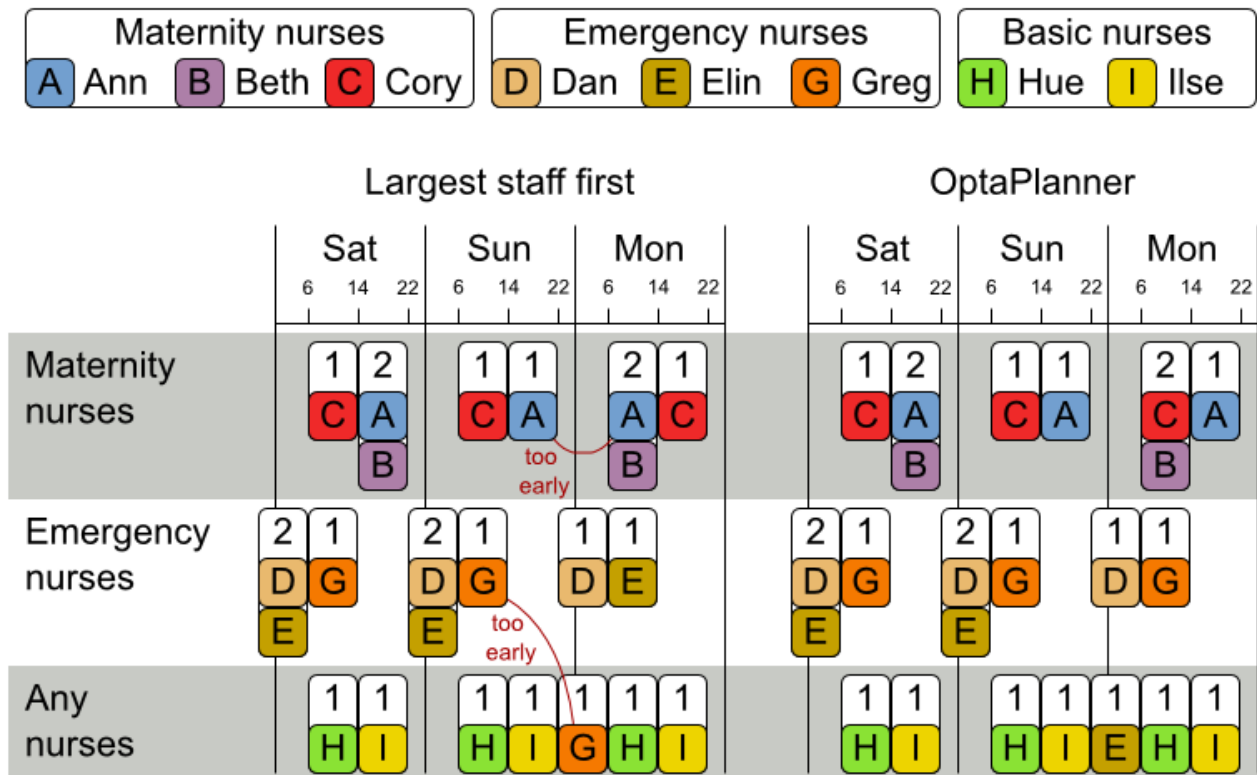 Maternity nurses Emergency nurses Basic nurses
A Ann B Beth C Cory D Dan E Elin G Greg H Hue I Ilse
Largest staff first OptaPlanner
Sat Sun Mon Sat Sun Mon
6 14 22 6 14 22 6 14 22 6 14 22 6 14 22 6 14 22
Maternity 1 2 1 1 2 1 1 2 1 1 2 1
nurses C A C A A C C A C A C A
B too B B B
early
Emergency 2 1 2 1 1 1 2 1 2 1 1 1
nurses D G D G D E D G D G D G
E E too E E
early
Any 1 1 1 1 1 1 1 1 1 1 1 1 1 1
nurses H I H I G H I H I H I E H I